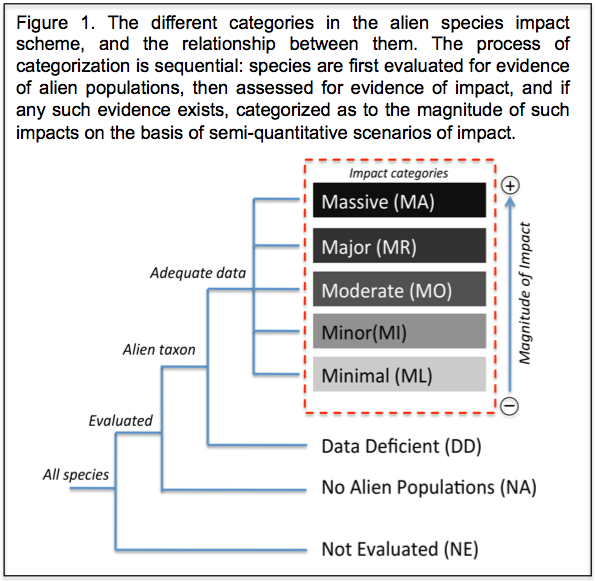 Figure 1. The different categories in the alien species impact
scheme, and the relationship between them. The process of
categorization is sequential: species are first evaluated for evidence
of alien populations, then assessed for evidence of impact, and if
any such evidence exists, categorized as to the magnitude of such
impacts on the basis of semi-quantitative scenarios of impact.
Impact categories
Massive (MA)
Major (MR)
Adequate data
Moderate (MO)
Minor(MI)
Minimal (ML)
Magnitude of Impact
Alien taxon
Evaluated
Data Deficient (DD)
All species
No Alien Populations (NA)
Not Evaluated (NE)